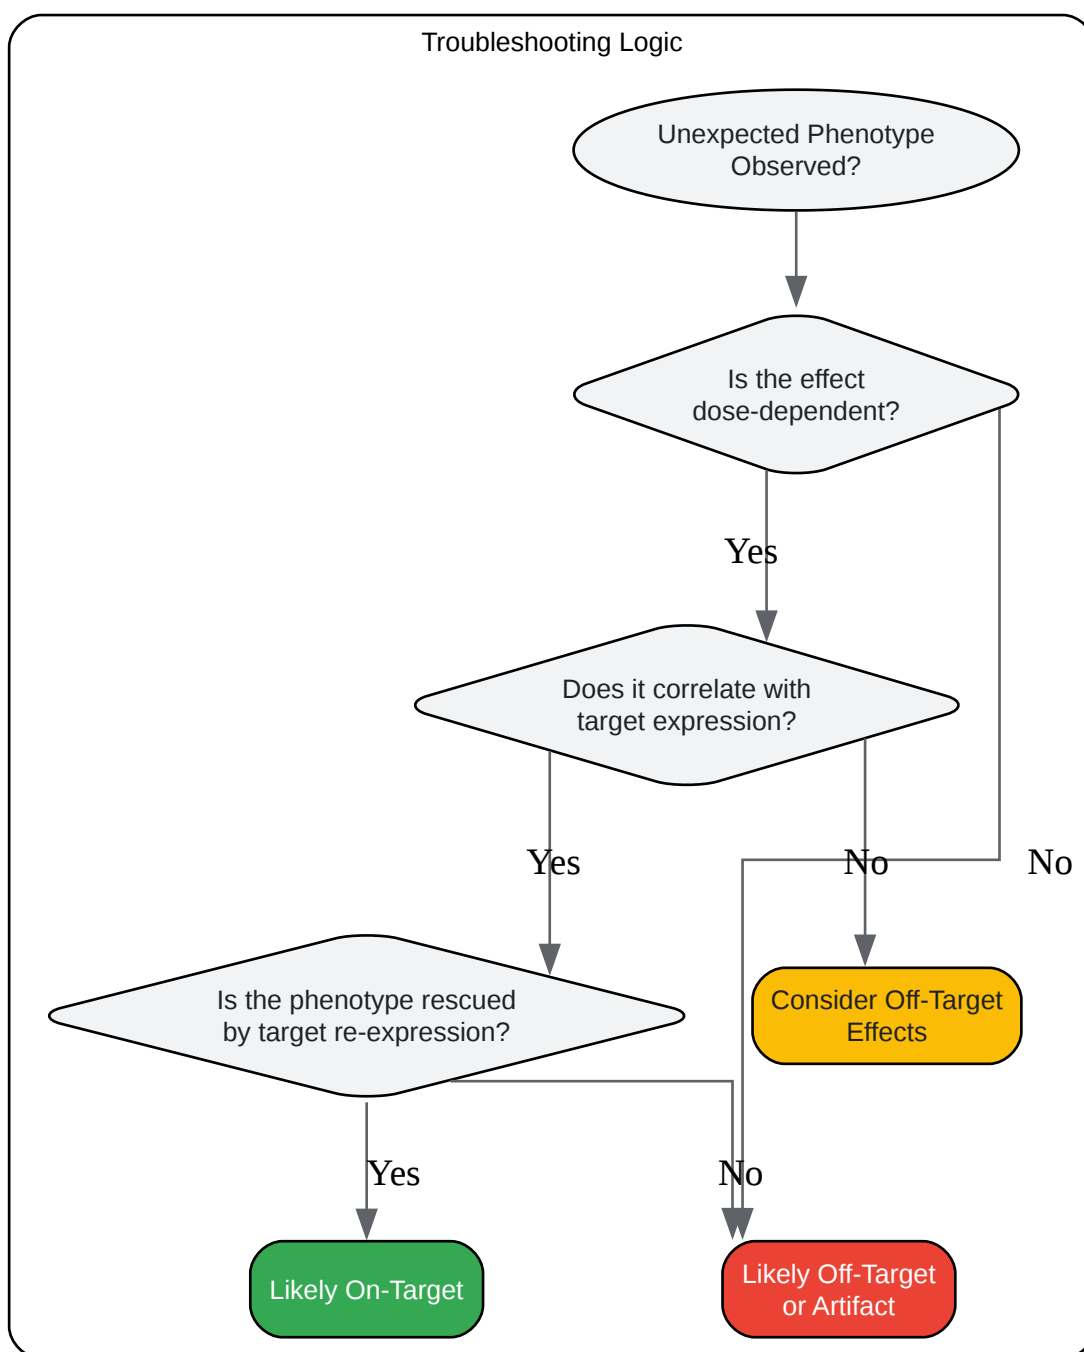 Troubleshooting Logic
Unexpected Phenotype
Observed?
Is the effect
dose-dependent?
Yes
Does it correlate with
target expression?
Yes
No
No
Is the phenotype rescued
by target re-expression?
Consider Off-Target
Effects
Yes
No
Likely On-Target
Likely Off-Target
or Artifact